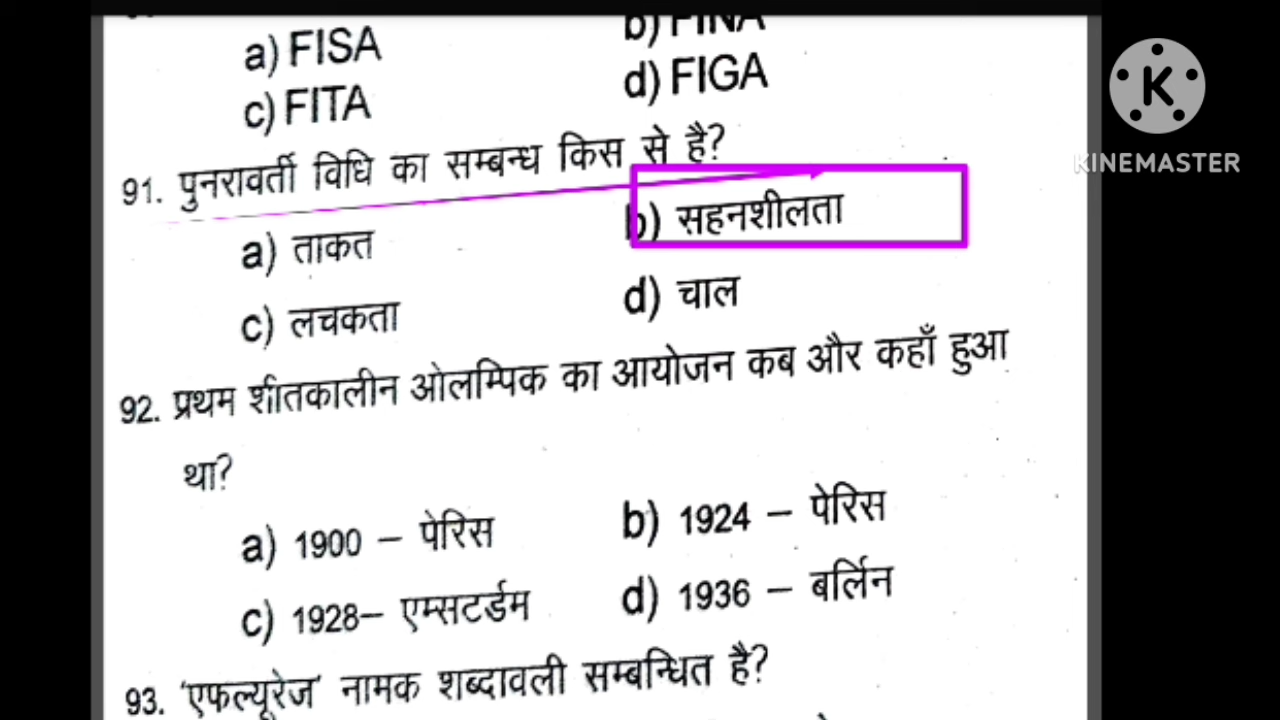 a) FISA b) FINA
c) FITA d) FIGA
91. पुनरावर्ती विधि का सम्बन्ध किस से है?
a) ताकत b) सहनशीलता
c) लचकता d) चाल
92. प्रथम शीतकालीन ओलम्पिक का आयोजन कब और कहाँ हुआ
था?
a) 1900 – पेरिस b) 1924 – पेरिस
c) 1928– एम्सटर्डम d) 1936 – बर्लिन
93. 'एफल्यूरेज' नामक शब्दावली सम्बन्धित है?
K
KINEMASTER